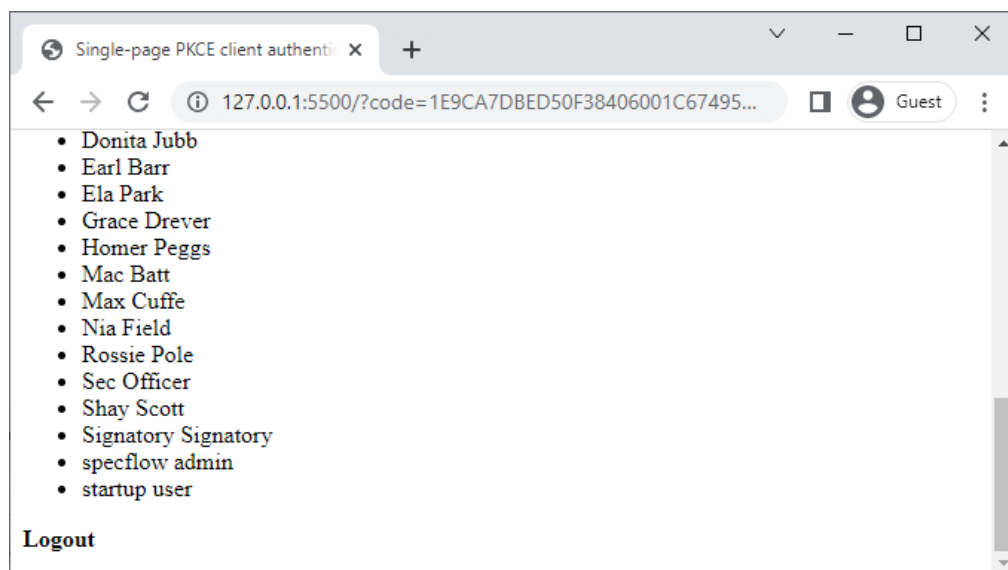 Single-page PKCE client authenti
127.0.0.1:5500/?code=1E9CA7DBED50F38406001C67495...
Guest
Donita Jubb
Earl Barr
Ela Park
Grace Drever
Homer Peggs
Mac Batt
Max Cuffe
Nia Field
Rossie Pole
Sec Officer
Shay Scott
Signatory Signatory
specflow admin
startup user
Logout